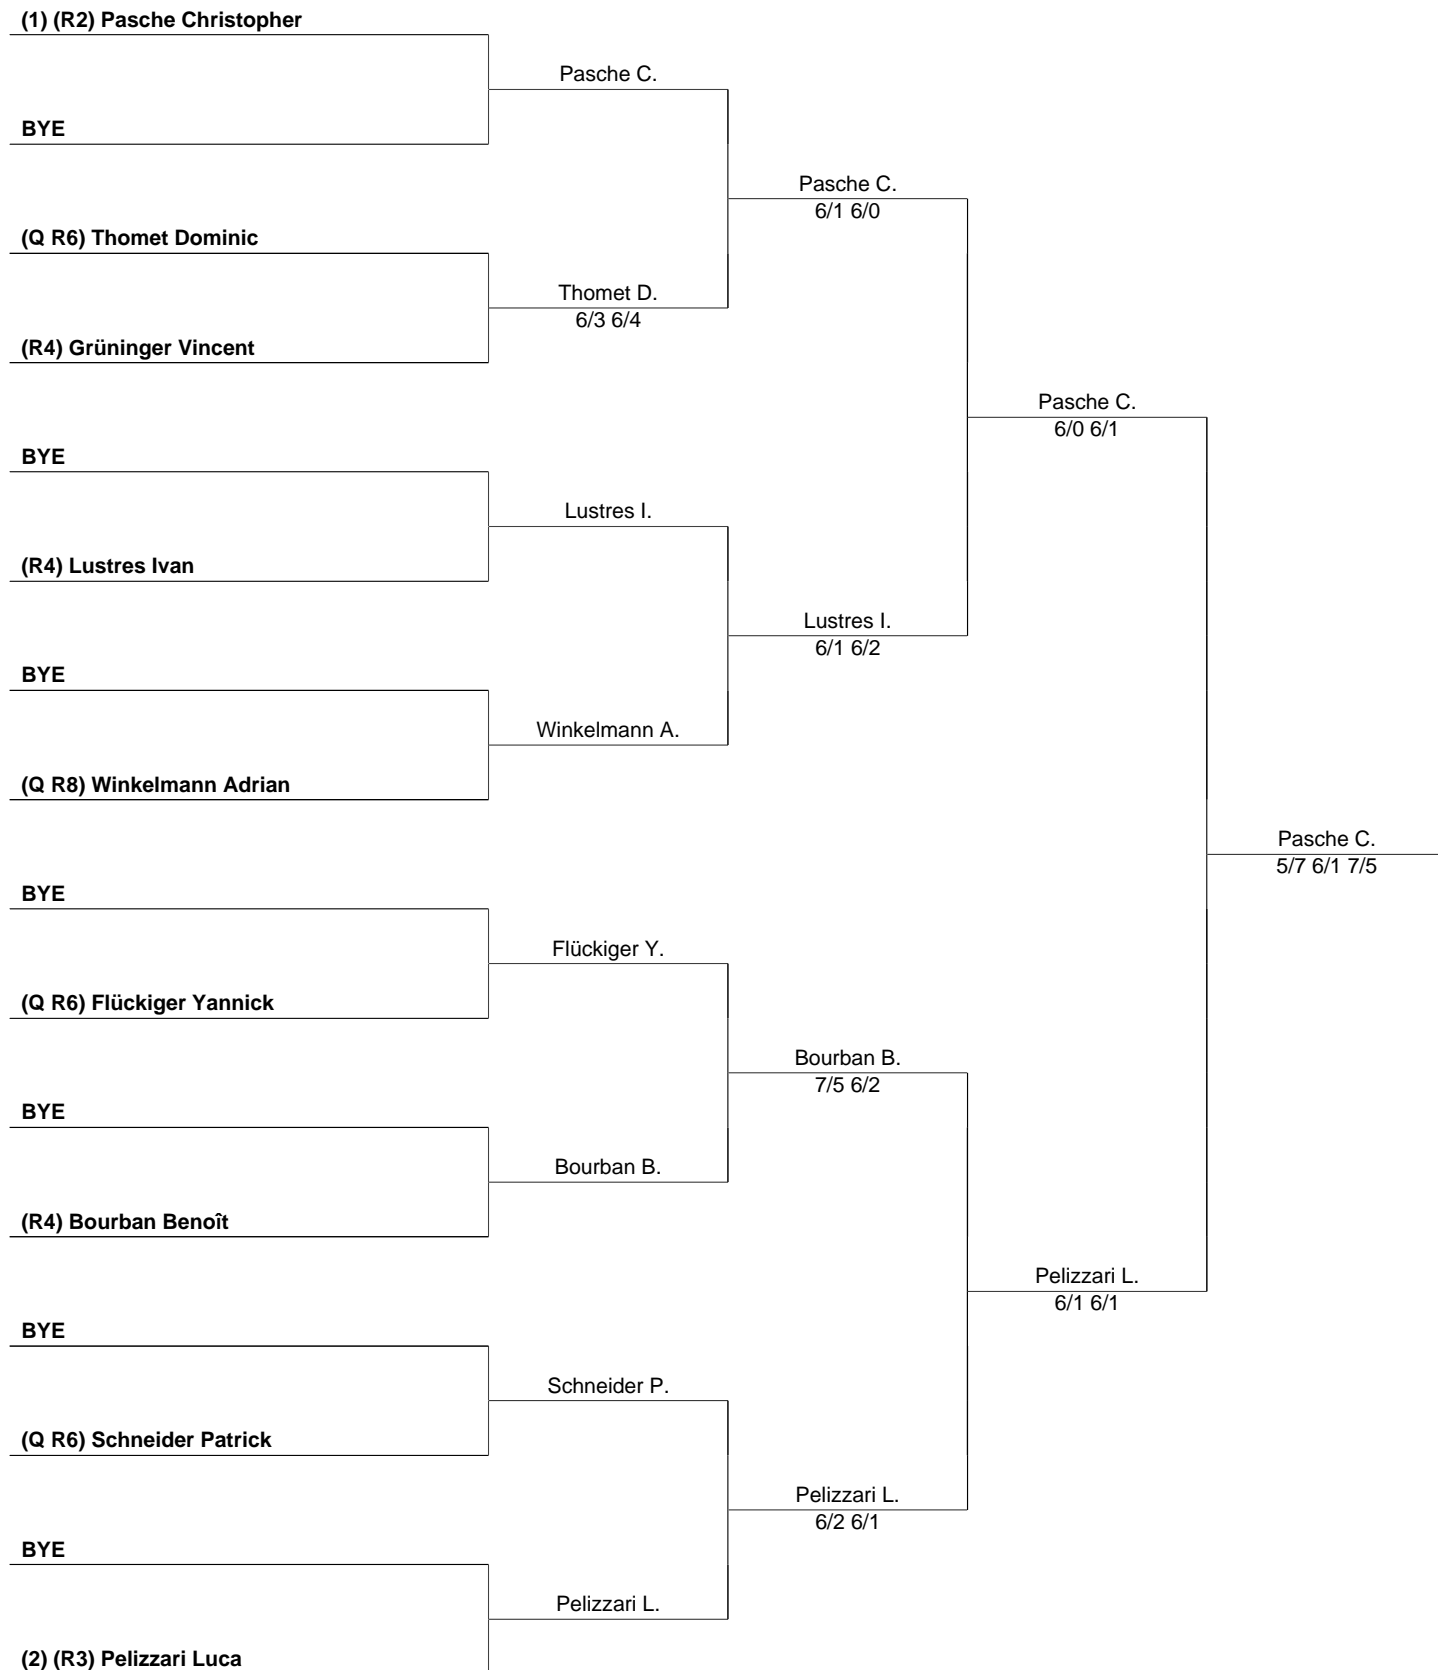 (1) (R2) Pasche Christopher
Pasche C.
BYE
Pasche C.
6/1 6/0
(Q R6) Thomet Dominic
Thomet D.
6/3 6/4
(R4) Grüninger Vincent
Pasche C.
6/0 6/1
BYE
Lustres I.
(R4) Lustres Ivan
Lustres I.
6/1 6/2
BYE
Winkelmann A.
(Q R8) Winkelmann Adrian
Pasche C.
5/7 6/1 7/5
BYE
Flückiger Y.
(Q R6) Flückiger Yannick
Bourban B.
7/5 6/2
BYE
Bourban B.
(R4) Bourban Benoît
Pelizzari L.
6/1 6/1
BYE
Schneider P.
(Q R6) Schneider Patrick
Pelizzari L.
6/2 6/1
BYE
Pelizzari L.
(2) (R3) Pelizzari Luca